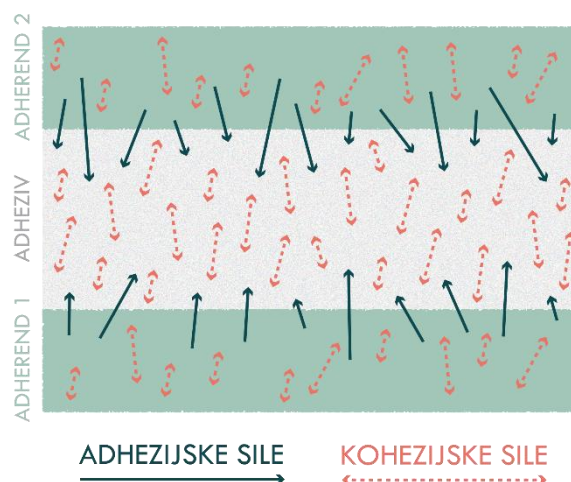 ADHEREND 2
ADHEZIV
ADHEREND 1
ADHEZIJSKE SILE
KOHEZIJSKE SILE